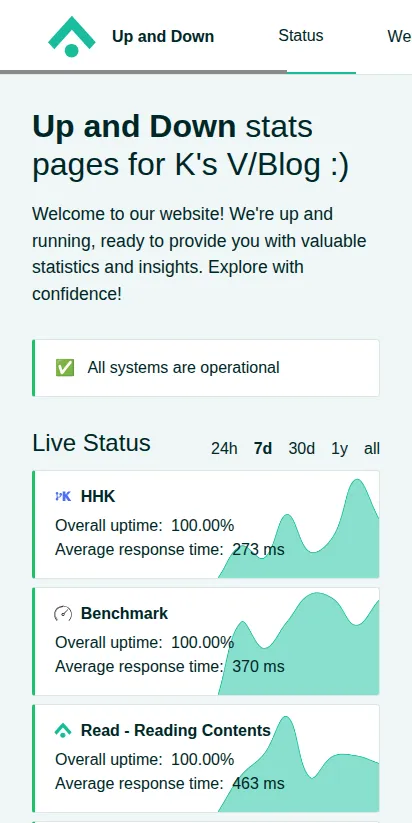 Up and Down Status We
Up and Down stats
pages for K's V/Blog :)
Welcome to our website! We're up and
running, ready to provide you with valuable
statistics and insights. Explore with
confidence!
✅ All systems are operational
Live Status 24h 7d 30d 1y all
HHK
Overall uptime: 100.00%
Average response time: 273 ms
Benchmark
Overall uptime: 100.00%
Average response time: 370 ms
Read - Reading Contents
Overall uptime: 100.00%
Average response time: 463 ms